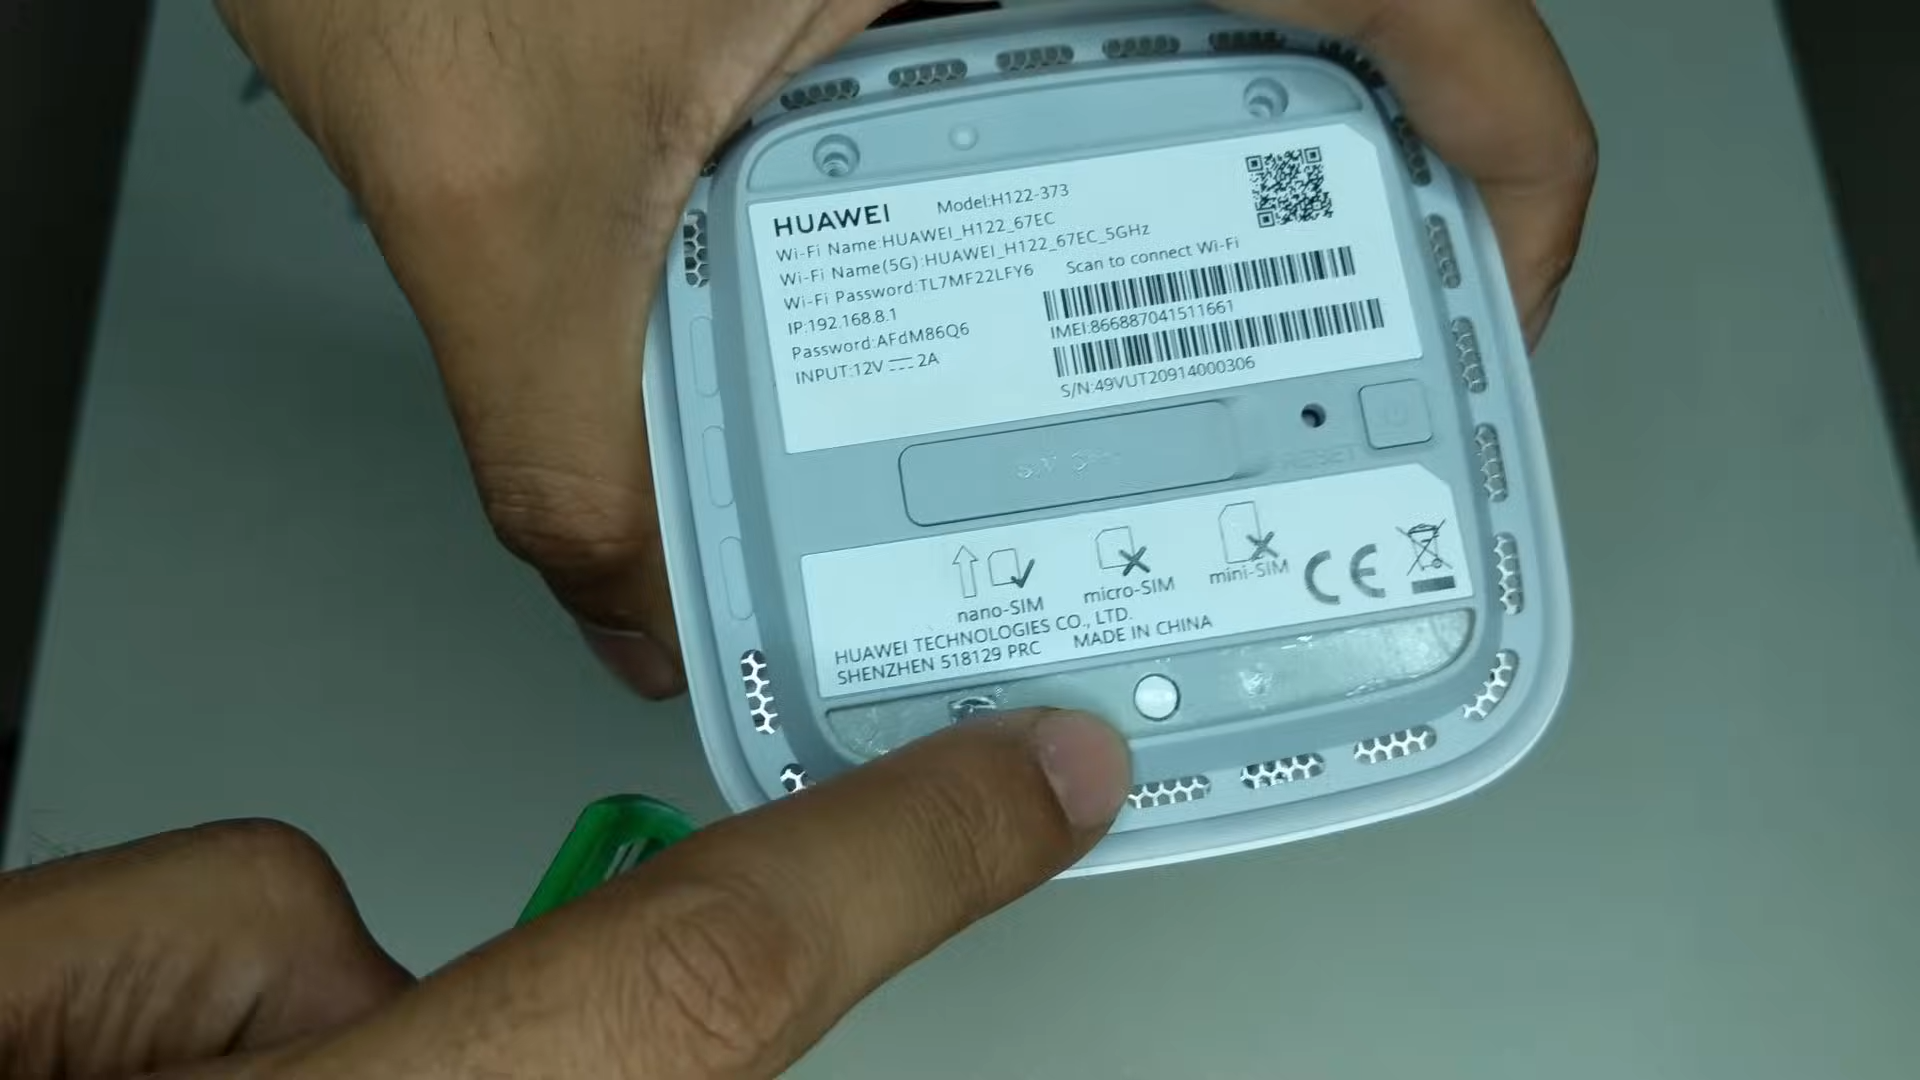 HUAWEI Model:H122-373
Wi-Fi Name:HUAWEI_H122_67EC
Wi-Fi Name(5G):HUAWEI_H122_67EC_5GHz
Wi-Fi Password:TL7MF22LFY6
Scan to connect Wi-Fi
IP:192.168.8.1
Password:AFdM86Q6
INPUT:12V 2A
IMEI:866887041511661
S/N:49VUT20914000306
RESET
nano-SIM
micro-SIM
mini-SIM
CE
HUAWEI TECHNOLOGIES CO., LTD.
SHENZHEN 518129 PRC MADE IN CHINA